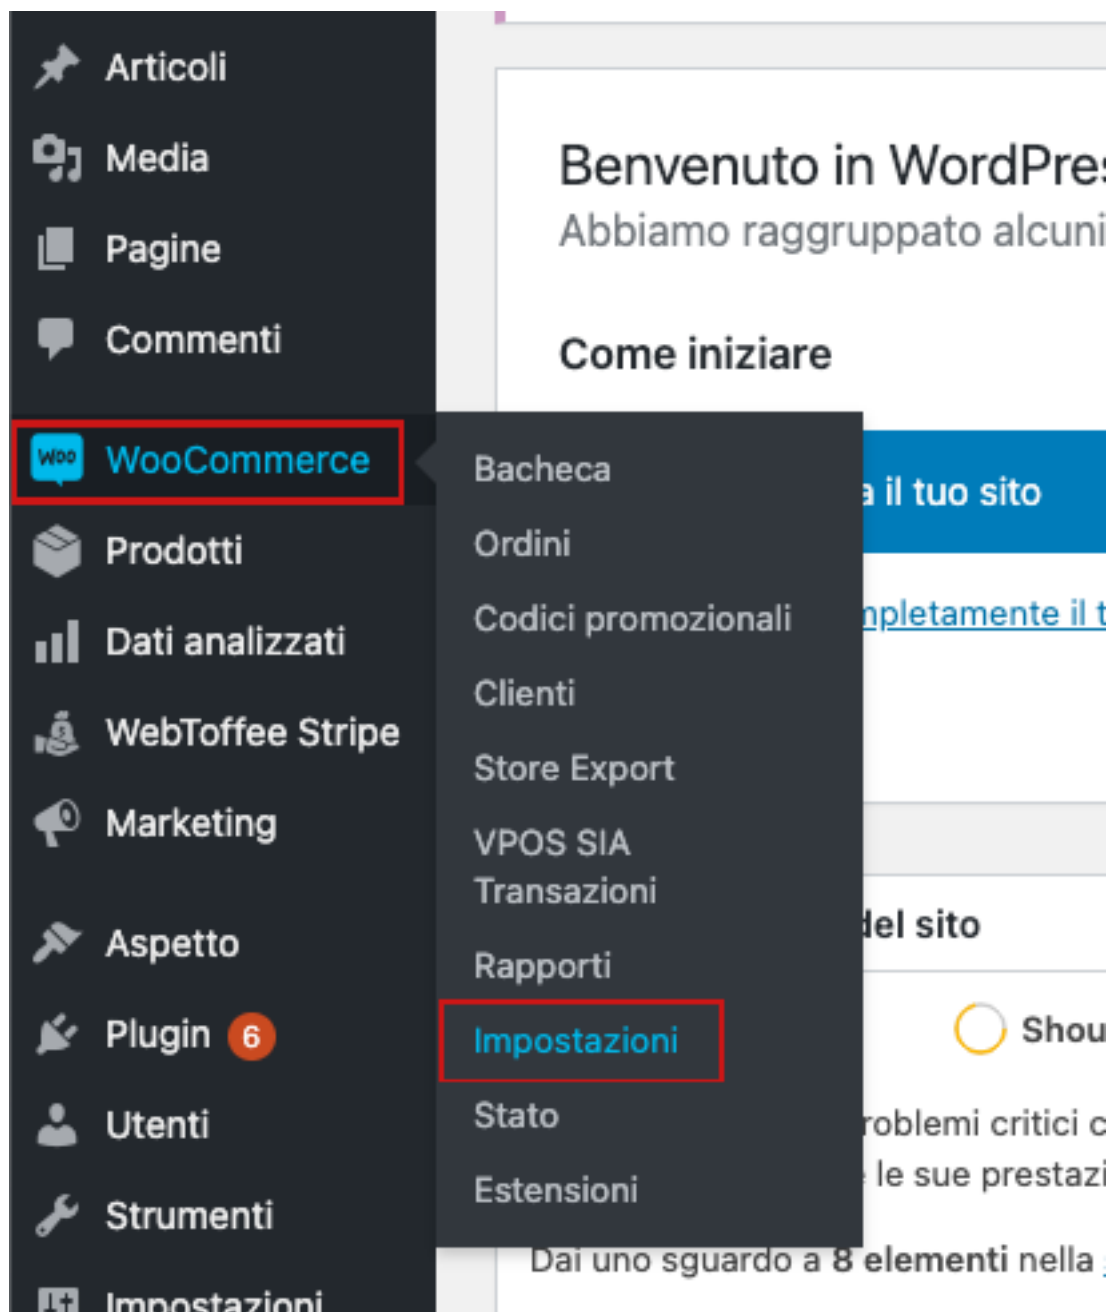 Articoli
Media
Pagine
Commenti
WOO WooCommerce
Prodotti
Dati analizzati
WebToffee Stripe
Marketing
Aspetto
Plugin 6
Utenti
Strumenti
Impostazioni
Bacheca
Ordini
Codici promozionali
Clienti
Store Export
VPOS SIA
Transazioni
Rapporti
Impostazioni
Stato
Estensioni
Benvenuto in WordPres
Abbiamo raggruppato alcuni
Come iniziare
il tuo sito
mpletamente il t
del sito
Shou
roblemi critici c
le sue prestazi
Dai uno sguardo a 8 elementi nella